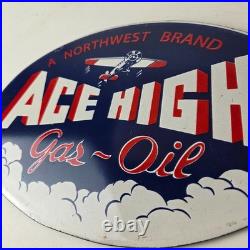 A NORTHWEST BRAND
ACE HIGH
Gas ~ Oil